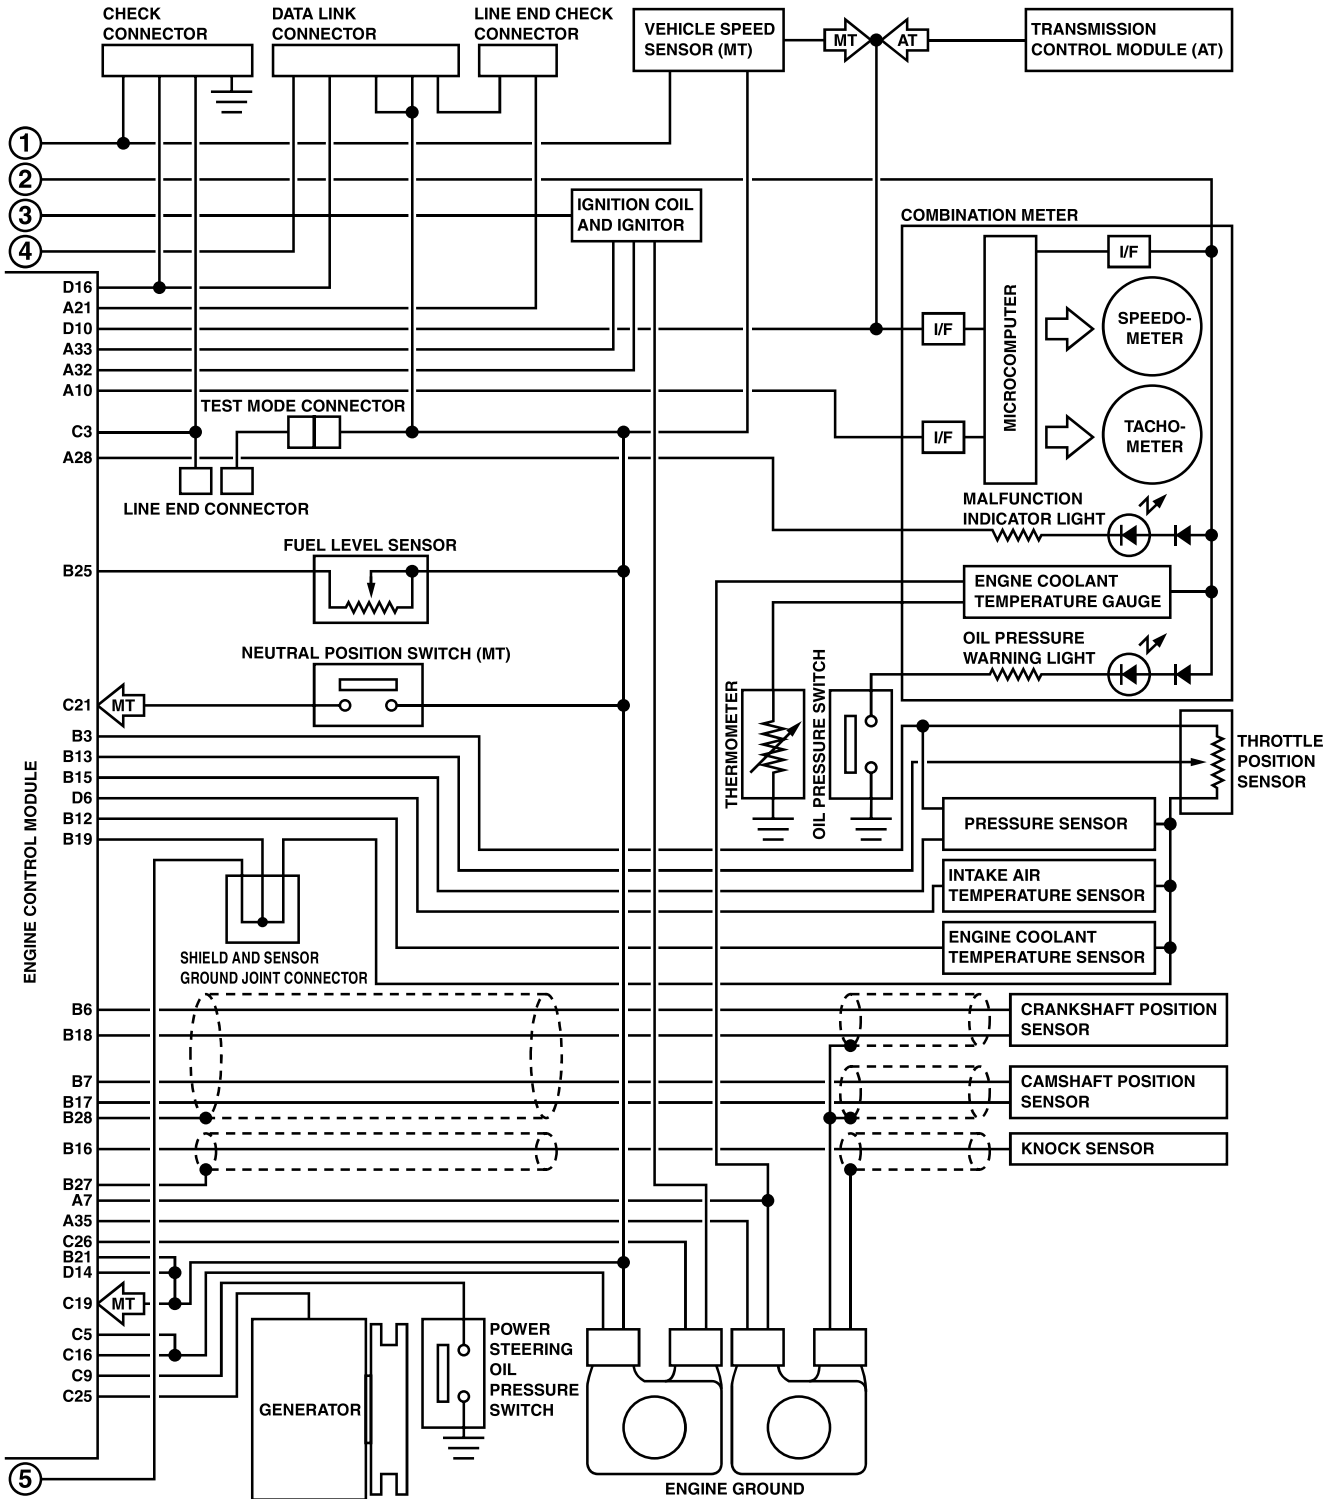 CHECK
CONNECTOR
DATA LINK
CONNECTOR
LINE END CHECK
CONNECTOR
VEHICLE SPEED
SENSOR (MT)
MT
AT
TRANSMISSION
CONTROL MODULE (AT)
1
2
3
4
IGNITION COIL
AND IGNITOR
COMBINATION METER
I/F
MICROCOMPUTER
SPEEDO-
METER
I/F
TACHO-
METER
I/F
D16
A21
D10
A33
A32
A10
TEST MODE CONNECTOR
C3
A28
LINE END CONNECTOR
MALFUNCTION
INDICATOR LIGHT
FUEL LEVEL SENSOR
B25
ENGNE COOLANT
TEMPERATURE GAUGE
OIL PRESSURE
WARNING LIGHT
NEUTRAL POSITION SWITCH (MT)
C21
MT
THERMOMETER
OIL PRESSURE SWITCH
THROTTLE
POSITION
SENSOR
B3
B13
B15
D6
B12
B19
ENGINE CONTROL MODULE
PRESSURE SENSOR
INTAKE AIR
TEMPERATURE SENSOR
ENGINE COOLANT
TEMPERATURE SENSOR
SHIELD AND SENSOR
GROUND JOINT CONNECTOR
B6
B18
CRANKSHAFT POSITION
SENSOR
B7
B17
B28
CAMSHAFT POSITION
SENSOR
B16
KNOCK SENSOR
B27
A7
A35
C26
B21
D14
C19
MT
C5
C16
C9
C25
GENERATOR
POWER
STEERING
OIL
PRESSURE
SWITCH
5
ENGINE GROUND